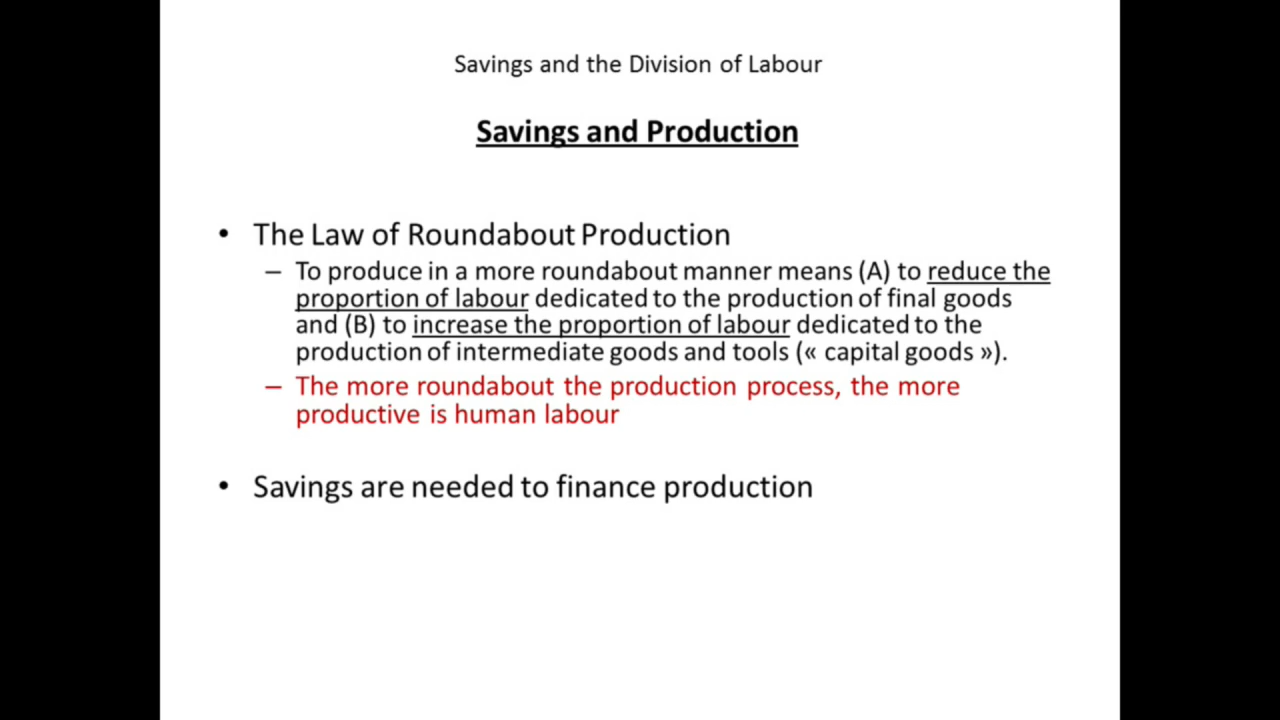 Savings and the Division of Labour
Savings and Production
• The Law of Roundabout Production
– To produce in a more roundabout manner means (A) to reduce the
proportion of labour dedicated to the production of final goods
and (B) to increase the proportion of labour dedicated to the
production of intermediate goods and tools (« capital goods »).
– The more roundabout the production process, the more
productive is human labour
• Savings are needed to finance production